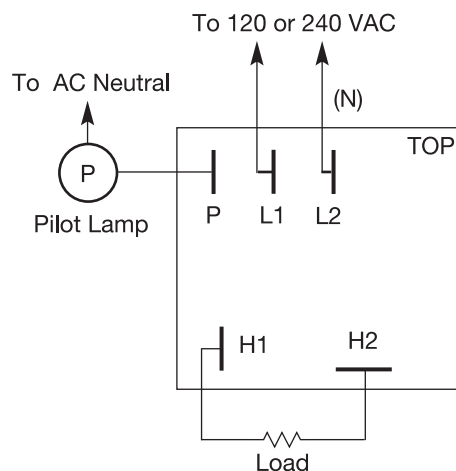 To 120 or 240 VAC
To AC Neutral
(N)
TOP
P
Pilot Lamp
P
L1
L2
H1
H2
Load